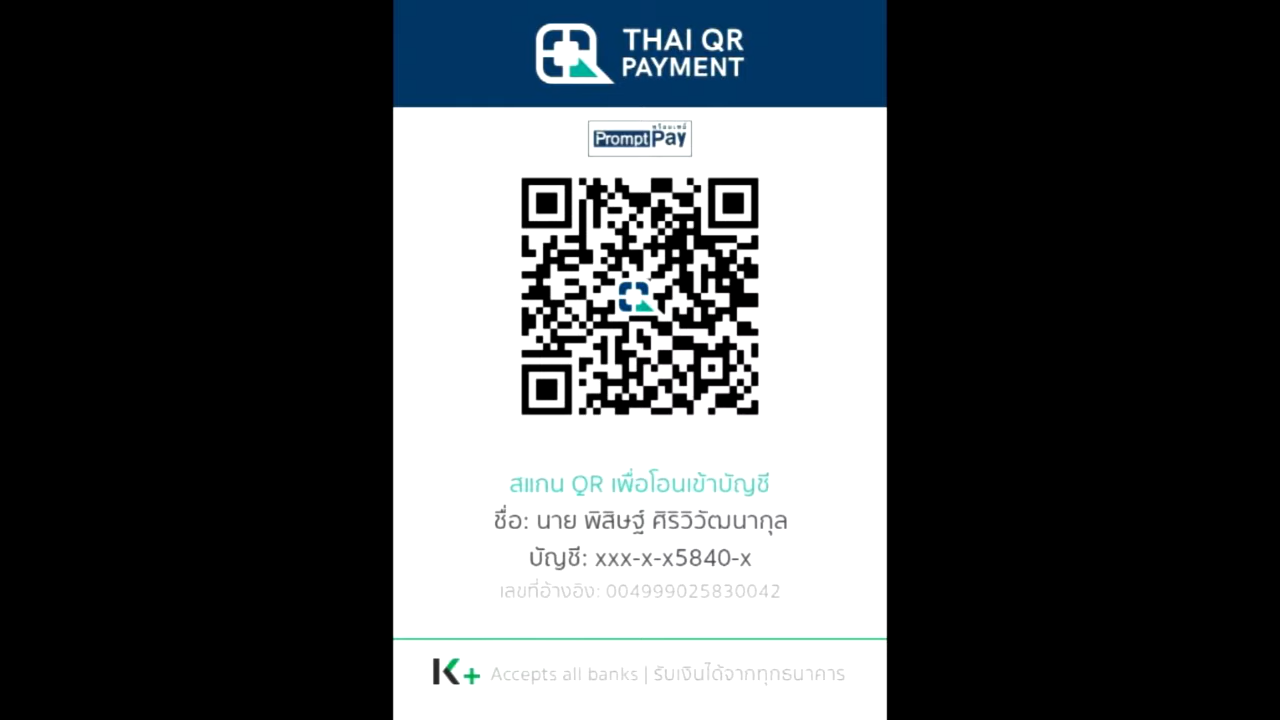 THAI QR
PAYMENT
พร้อมเพย์
PromptPay
สแกน QR เพื่อโอนเข้าบัญชี
ชื่อ: นาย พิสิษฐ์ ศิริวิวัฒนากุล
บัญชี: xxx-x-x5840-x
เลขที่อ้างอิง: 004999025830042
K+ Accepts all banks | รับเงินได้จากทุกธนาคาร